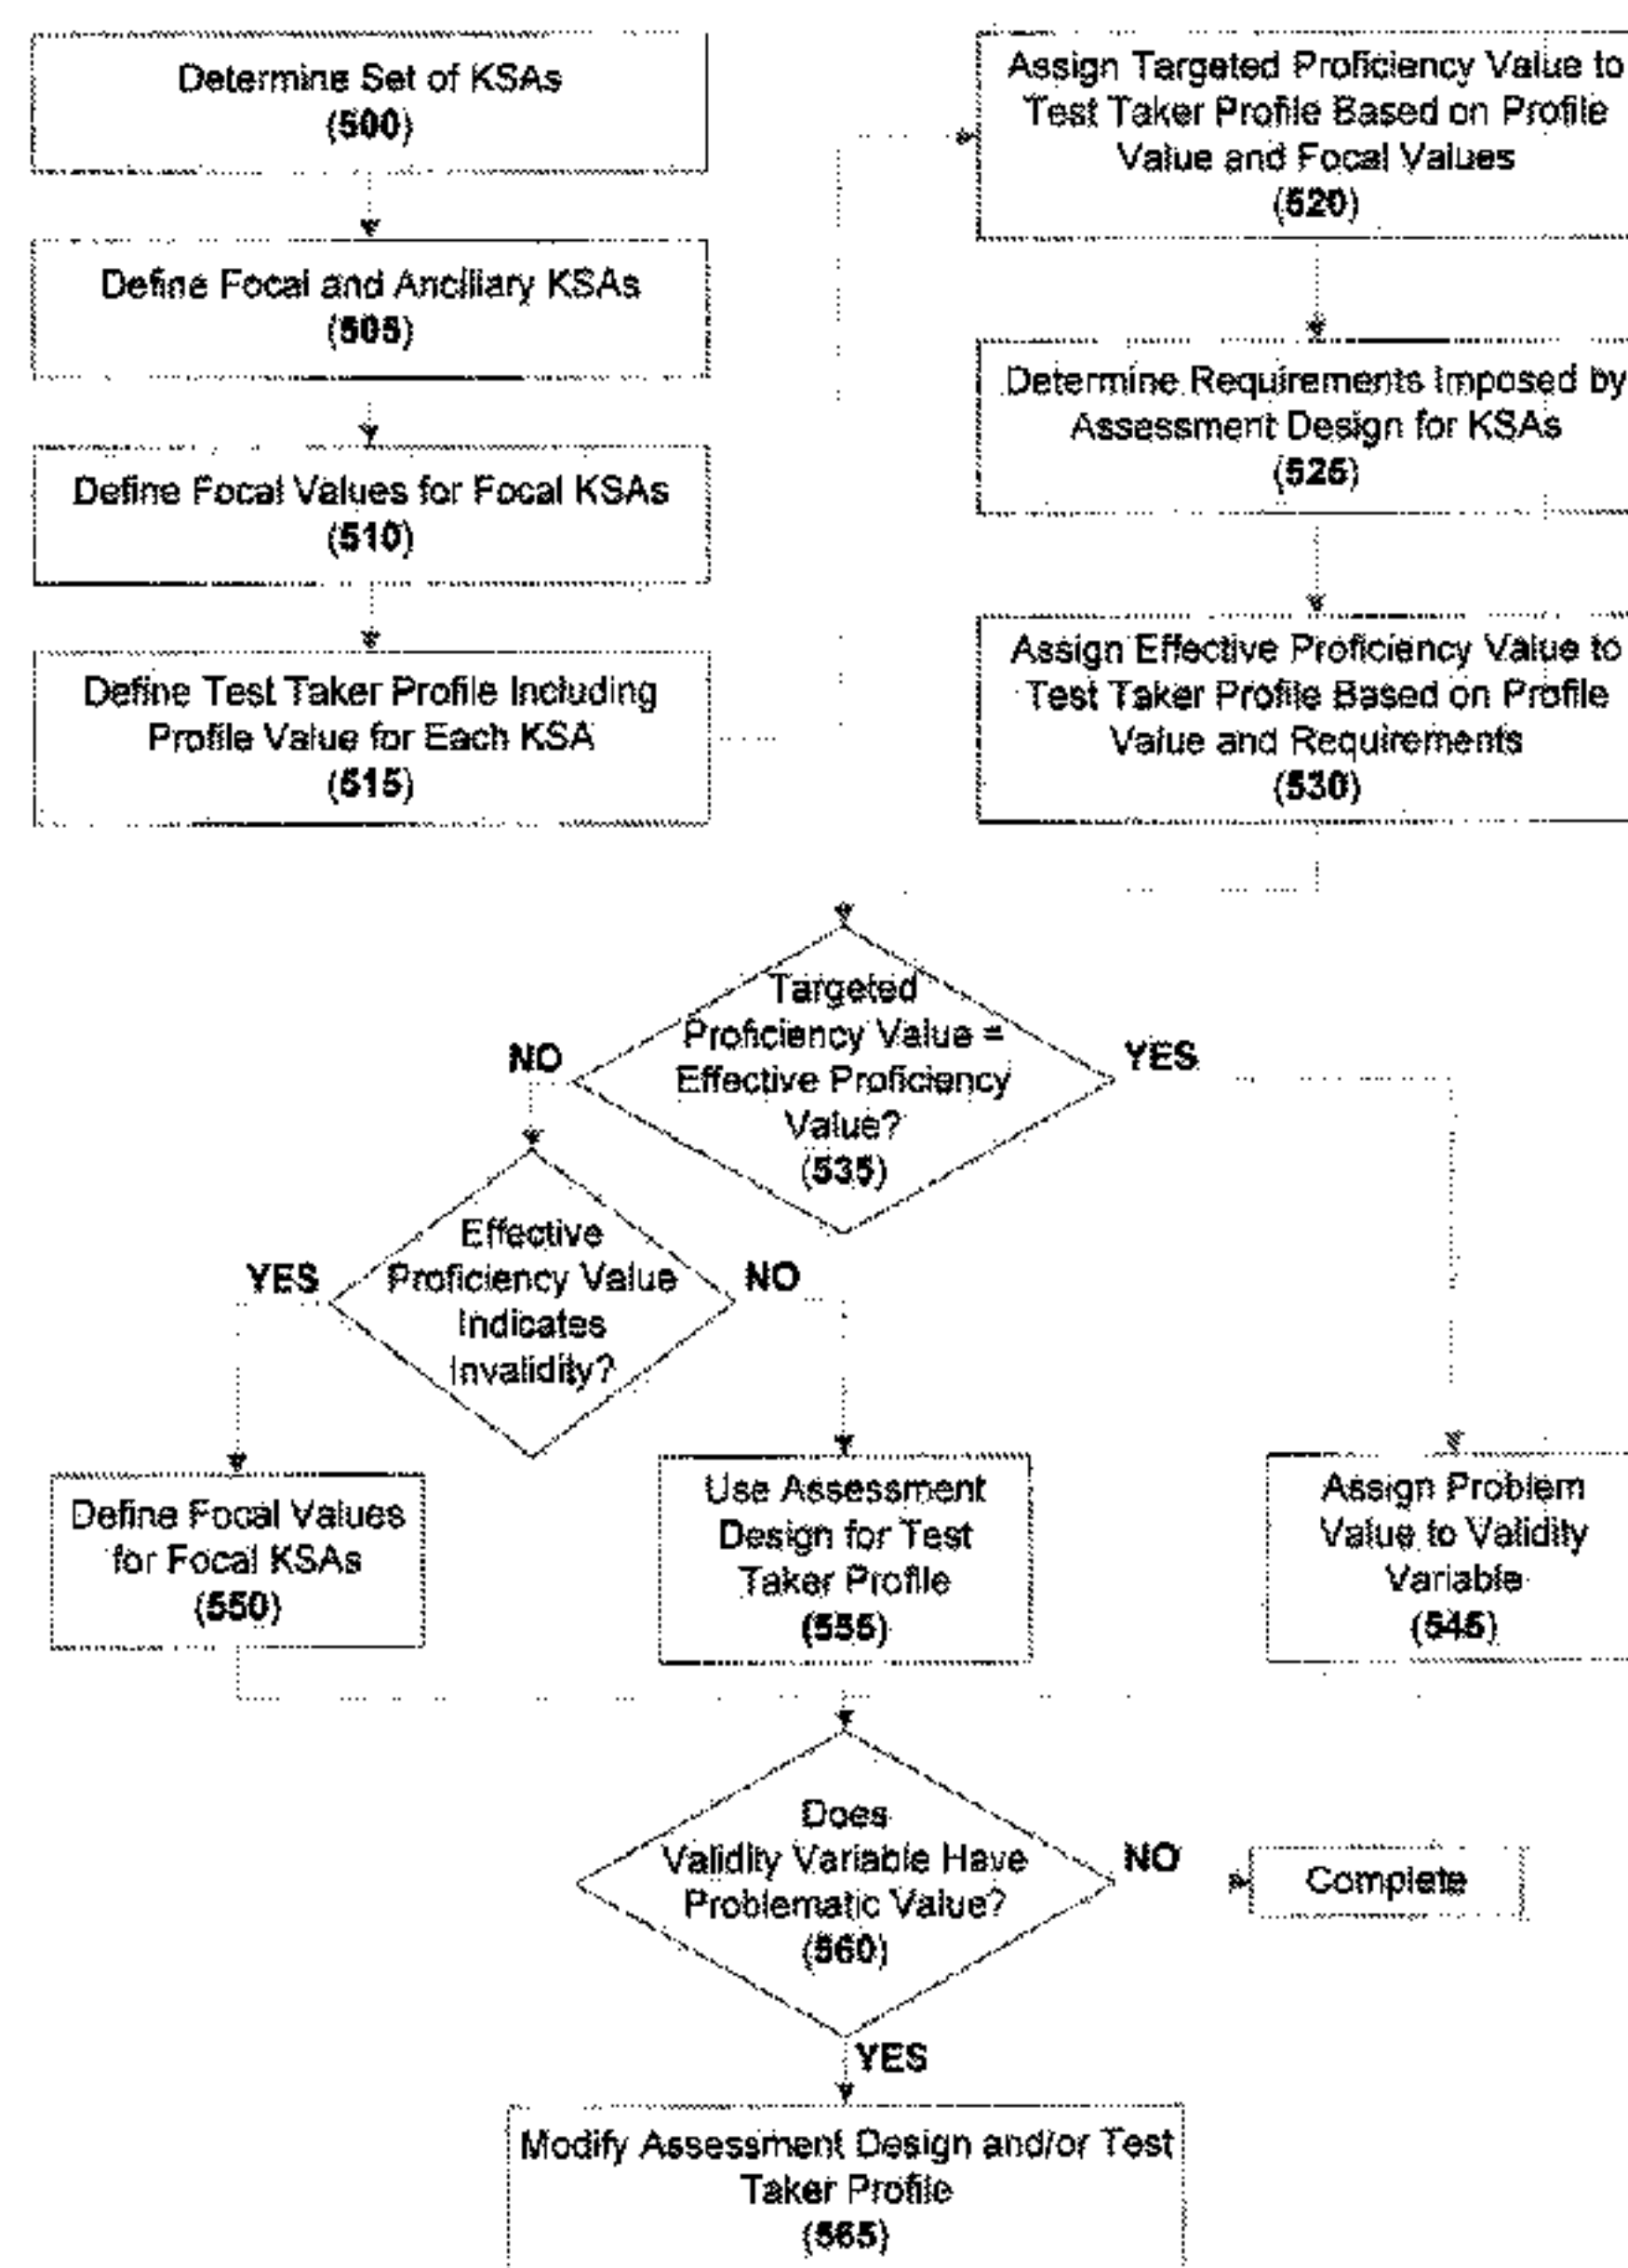 Determine Set of KSAs
(500)
Define Focal and Ancillary KSAs
(505)
Define Focal Values for Focal KSAs
(510)
Define Test Taker Profile Including
Profile Value for Each KSA
(515)
Assign Targeted Proficiency Value to
Test Taker Profile Based on Profile
Value and Focal Values
(520)
Determine Requirements Imposed by
Assessment Design for KSAs
(525)
Assign Effective Proficiency Value to
Test Taker Profile Based on Profile
Value and Requirements
(530)
Targeted
Proficiency Value =
Effective Proficiency
Value?
(535)
NO
YES
Effective
Proficiency Value
Indicates
Invalidity?
YES
NO
Define Focal Values
for Focal KSAs
(550)
Use Assessment
Design for Test
Taker Profile
(555)
Assign Problem
Value to Validity
Variable
(545)
Does
Validity Variable Have
Problematic Value?
(560)
NO
Complete
YES
Modify Assessment Design and/or Test
Taker Profile
(565)